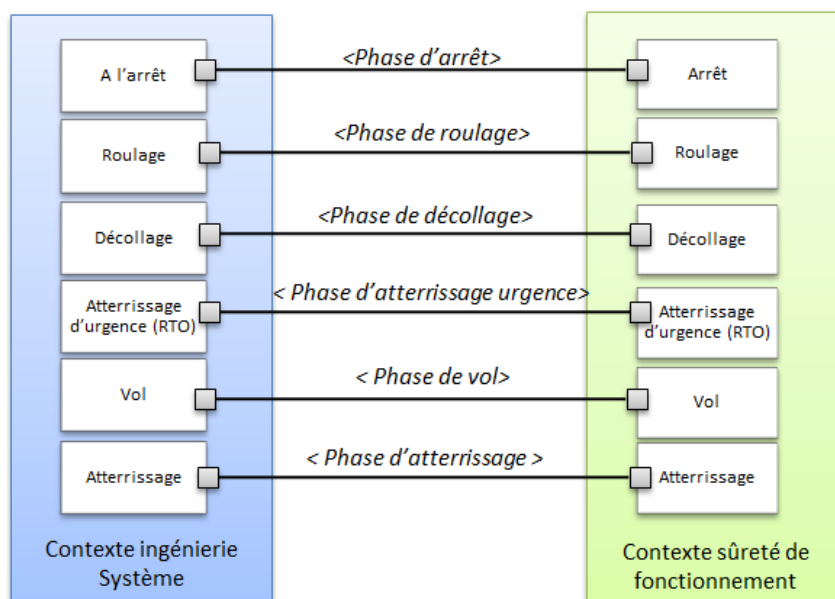 <Phase d'arrêt>
A l'arrêt
Arrêt
<Phase de roulage>
Roulage
Roulage
<Phase de décollage>
Décollage
Décollage
< Phase d'atterrissage urgence>
Atterrissage
d'urgence (RTO)
Atterrissage
d'urgence (RTO)
< Phase de vol>
Vol
Vol
< Phase d'atterrissage >
Atterrissage
Atterrissage
Contexte ingénierie
Système
Contexte sûreté de
fonctionnement